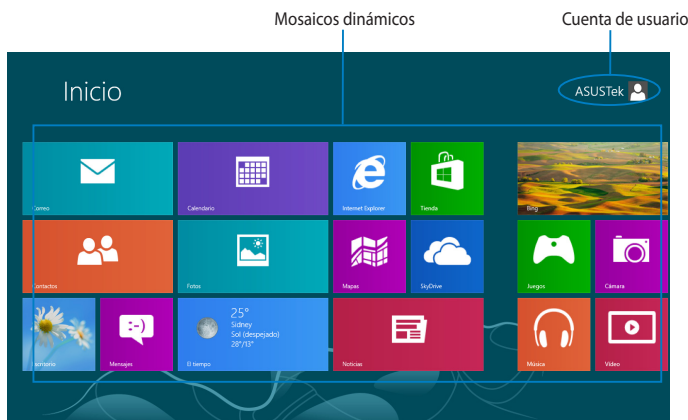 Mosaicos dinámicos
Cuenta de usuario
Inicio
ASUSTek
Correo
Calendario
Internet Explorer
Tienda
Bing
Contactos
Fotos
Mapas
SkyDrive
Juegos
Cámara
Escritorio
Mensajes
25°
Sidney
Sol (despejado)
28°/13°
El tiempo
Noticias
Música
Vídeo